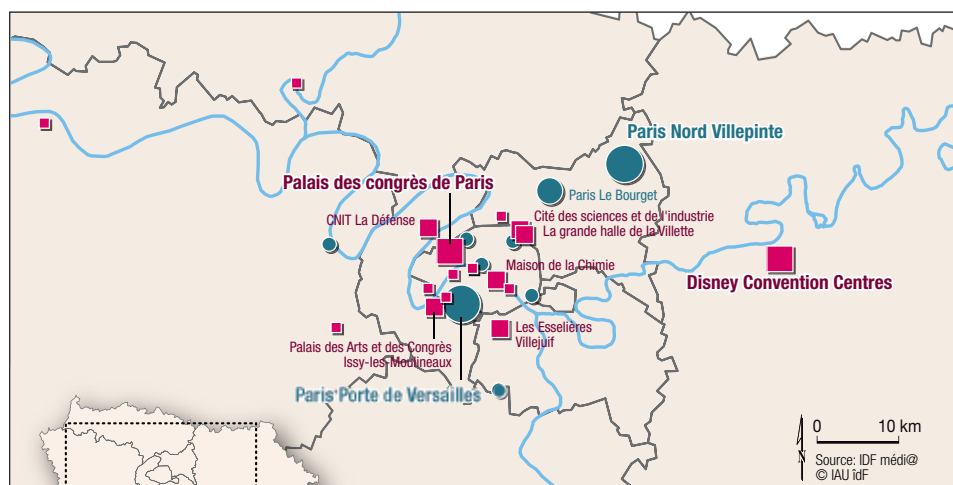 Paris Nord Villepinte
Palais des congrès de Paris
Paris Le Bourget
CNIT La Défense
Cité des sciences et de l'industrie
La grande halle de la Villette
Maison de la Chimie
Disney Convention Centres
Les Esselières
Villejuif
Palais des Arts et des Congrès
Issy-les-Moulineaux
Paris Porte de Versailles
N
0 10 km
Source: IDF médi@
© IAU îdF